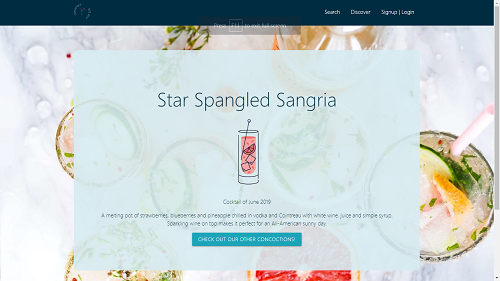 Search Discover Signup | Login
Press F11 to exit full screen
Star Spangled Sangria
Cocktail of June 2019
A melting pot of strawberries, blueberries and pineapple chilled in vodka and Cointreau with white wine, juice and simple syrup.
Sparkling wine on top makes it perfect for an All-American sunny day.
CHECK OUT OUR OTHER CONCOCTIONS!